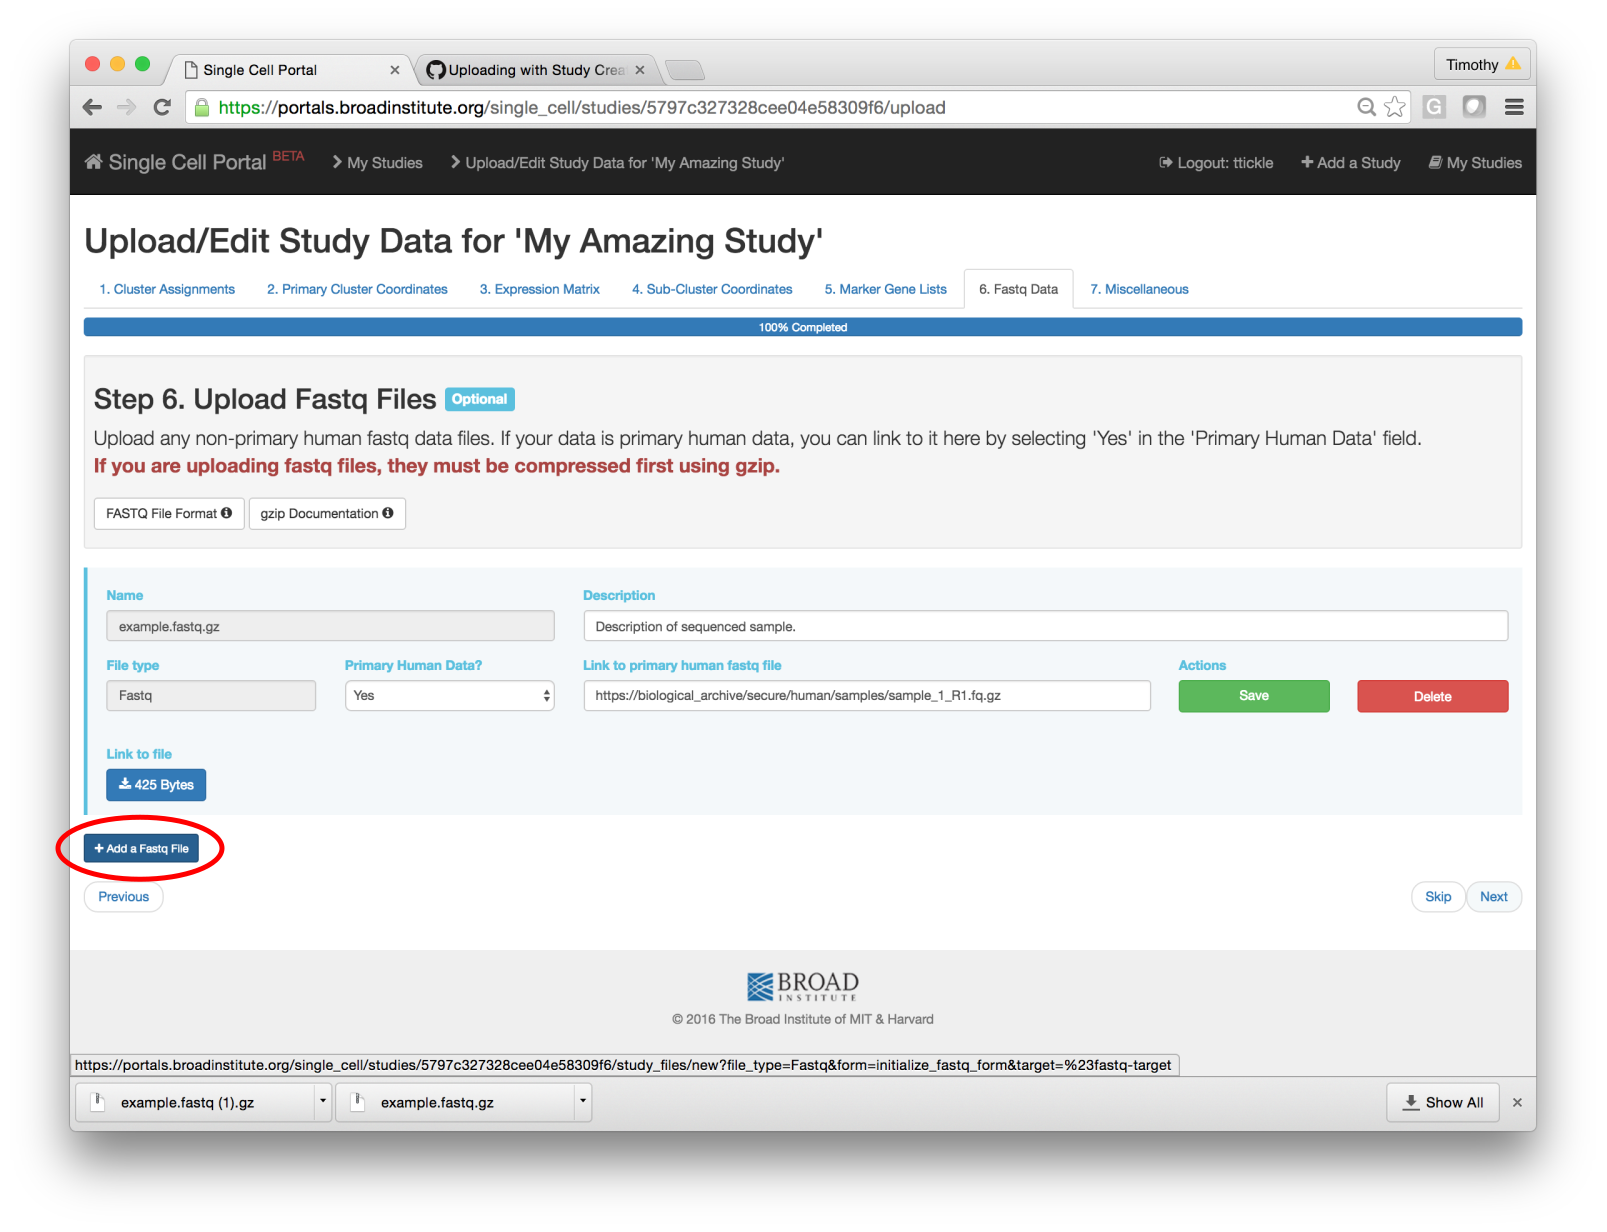 Single Cell Portal
Uploading with Study Crea
Timothy
https://portals.broadinstitute.org/single_cell/studies/5797c327328cee04e58309f6/upload
G
Single Cell Portal BETA
My Studies
Upload/Edit Study Data for 'My Amazing Study'
Logout: ttickle
Add a Study
My Studies
Upload/Edit Study Data for 'My Amazing Study'
1. Cluster Assignments
2. Primary Cluster Coordinates
3. Expression Matrix
4. Sub-Cluster Coordinates
5. Marker Gene Lists
6. Fastq Data
7. Miscellaneous
100% Completed
Step 6. Upload Fastq Files Optional
Upload any non-primary human fastq data files. If your data is primary human data, you can link to it here by selecting 'Yes' in the 'Primary Human Data' field.
If you are uploading fastq files, they must be compressed first using gzip.
FASTQ File Format
gzip Documentation
Name
Description
example.fastq.gz
Description of sequenced sample.
File type
Primary Human Data?
Link to primary human fastq file
Actions
Fastq
Yes
https://biological_archive/secure/human/samples/sample_1_R1.fq.gz
Save
Delete
Link to file
425 Bytes
+ Add a Fastq File
Previous
Skip
Next
BROAD
INSTITUTE
© 2016 The Broad Institute of MIT & Harvard
https://portals.broadinstitute.org/single_cell/studies/5797c327328cee04e58309f6/study_files/new?file_type=Fastq&form=initialize_fastq_form&target=%23fastq-target
example.fastq (1).gz
example.fastq.gz
Show All